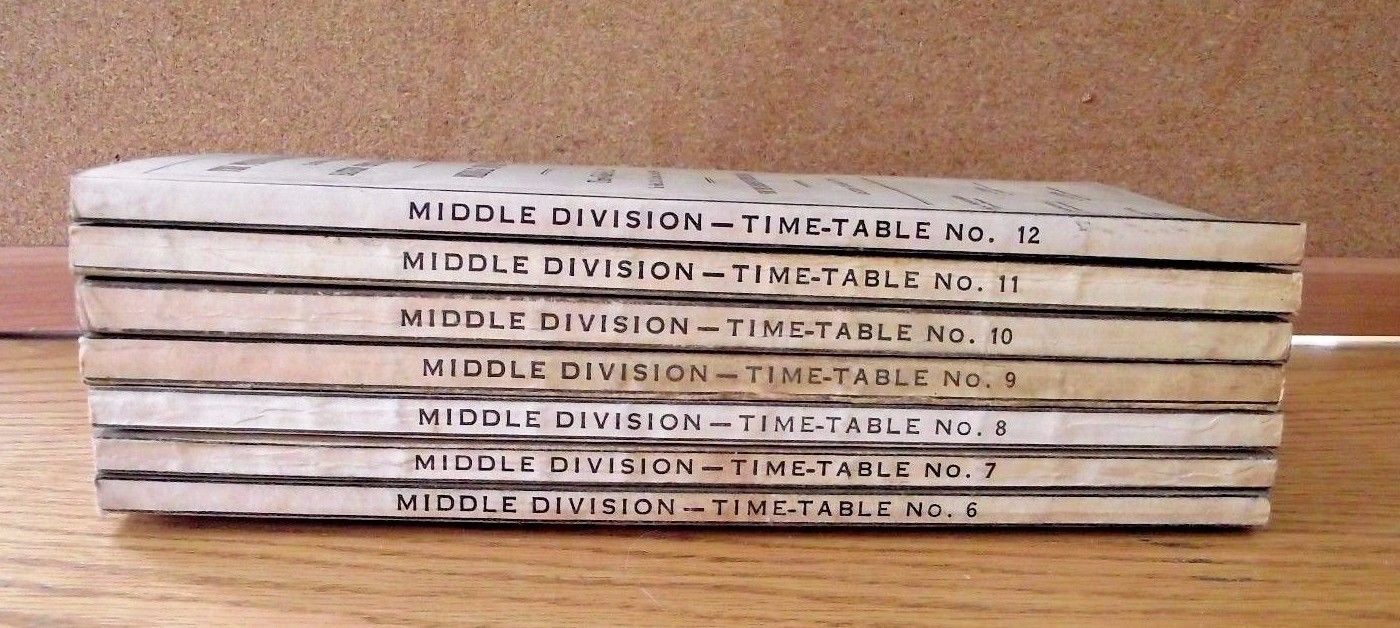 MIDDLE DIVISION — TIME-TABLE No. 12
MIDDLE DIVISION — TIME-TABLE No. 11
MIDDLE DIVISION — TIME-TABLE No. 10
MIDDLE DIVISION — TIME-TABLE No. 9
MIDDLE DIVISION — TIME-TABLE No. 8
MIDDLE DIVISION — TIME-TABLE No. 7
MIDDLE DIVISION — TIME-TABLE No. 6